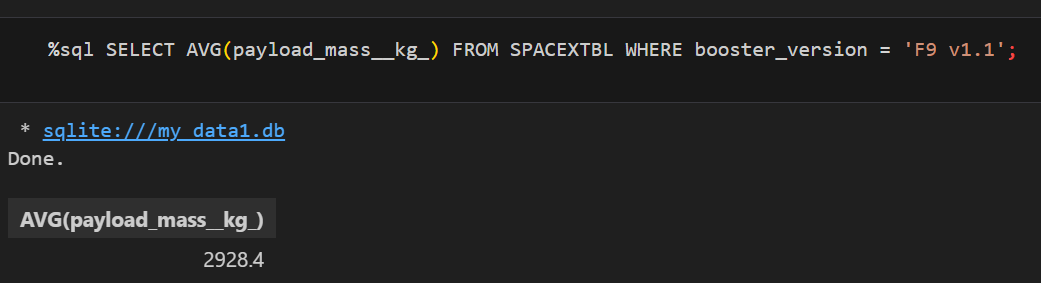 %sql SELECT AVG(payload_mass__kg_) FROM SPACEXTBL WHERE booster_version = 'F9 v1.1';
* sqlite:///my_data1.db
Done.
AVG(payload_mass__kg_)
2928.4